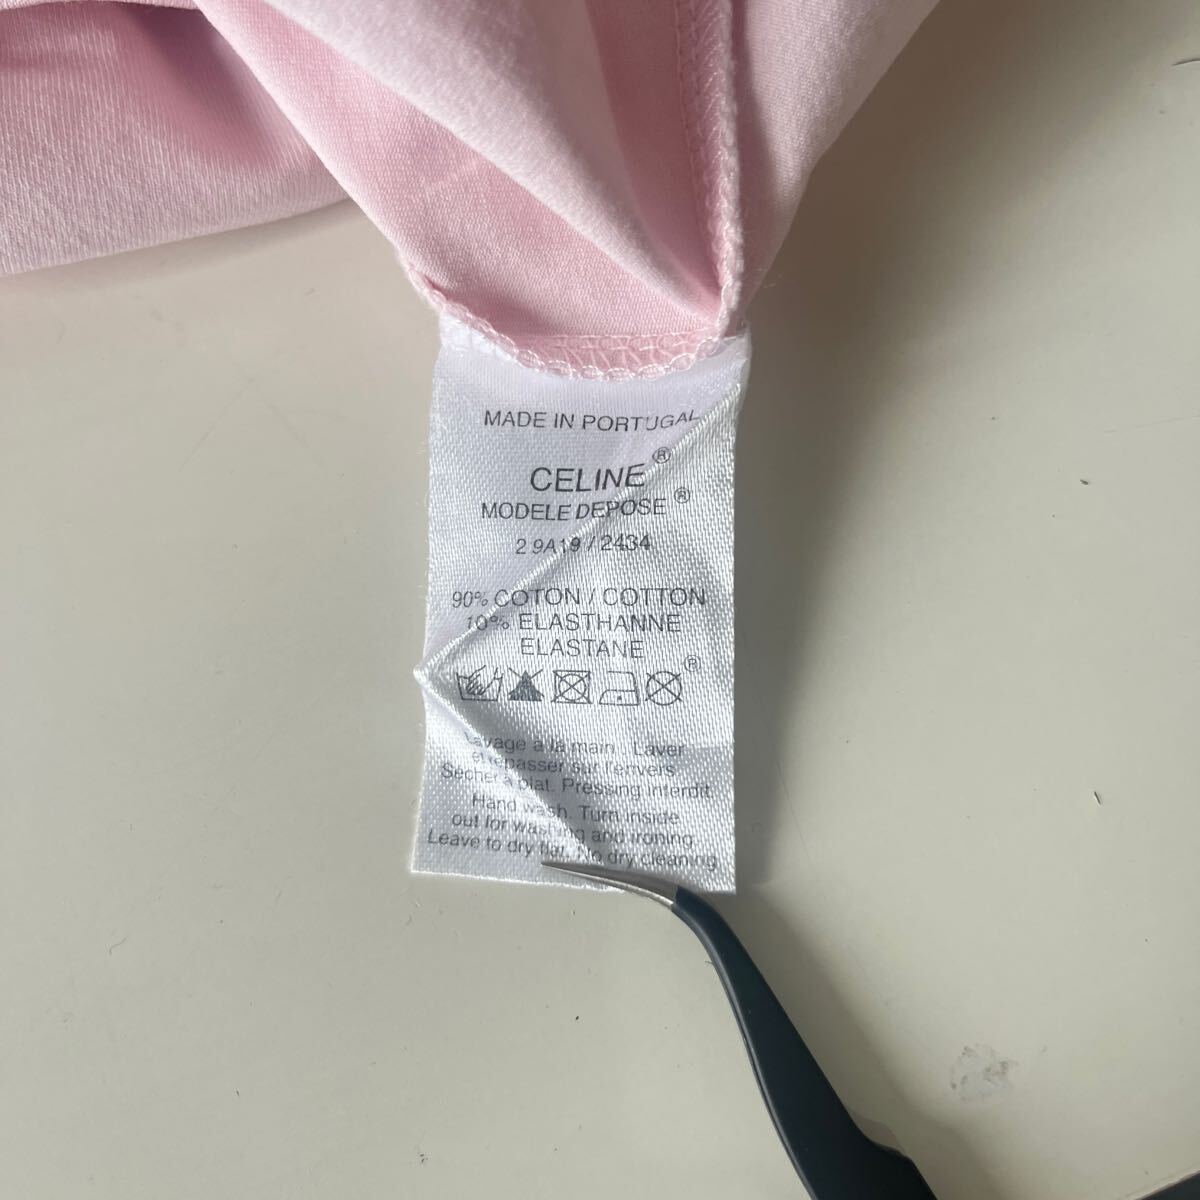 MADE IN PORTUGAL
CELINE®
MODELE DEPOSE®
2 9A19 / 2434
90% COTON / COTTON
10% ELASTHANNE
ELASTANE
®
Lavage à la main . Laver
et repasser sur l'envers
Sécher à plat. Pressing interdit
Hand wash. Turn inside
out for washing and ironing
Leave to dry flat. No dry cleaning